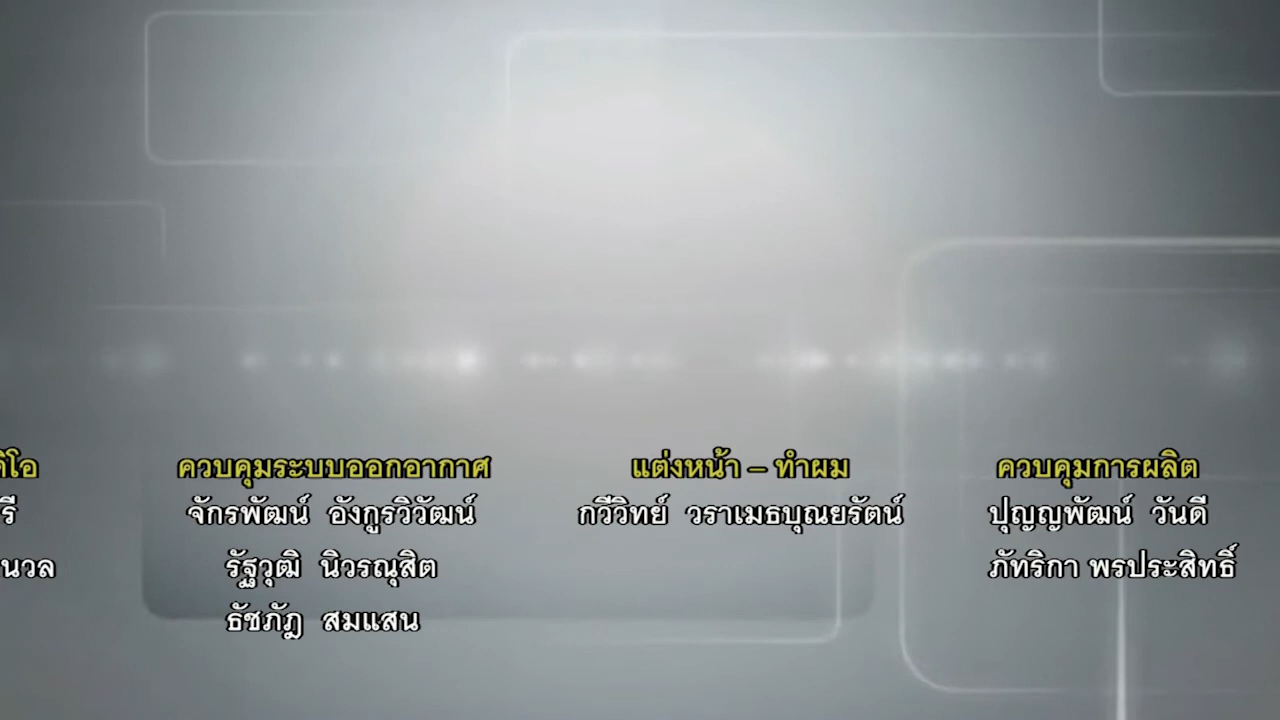 ควบคุมระบบออกอากาศ
จักรพัฒน์ อังกูรวิวัฒน์
รัฐวุฒิ นิวรณุสิต
ธัชภัฎ สมแสน
แต่งหน้า – ทำผม
กวีวิทย์ วราเมธบุณยรัตน์
ควบคุมการผลิต
ปุญญพัฒน์ วันดี
ภัทริกา พรประสิทธิ์